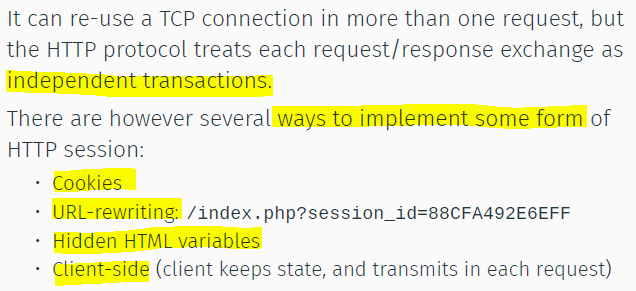 It can re-use a TCP connection in more than one request, but
the HTTP protocol treats each request/response exchange as
independent transactions.
There are however several ways to implement some form of
HTTP session:
• Cookies
• URL-rewriting: /index.php?session_id=88CFA492E6EFF
• Hidden HTML variables
• Client-side (client keeps state, and transmits in each request)